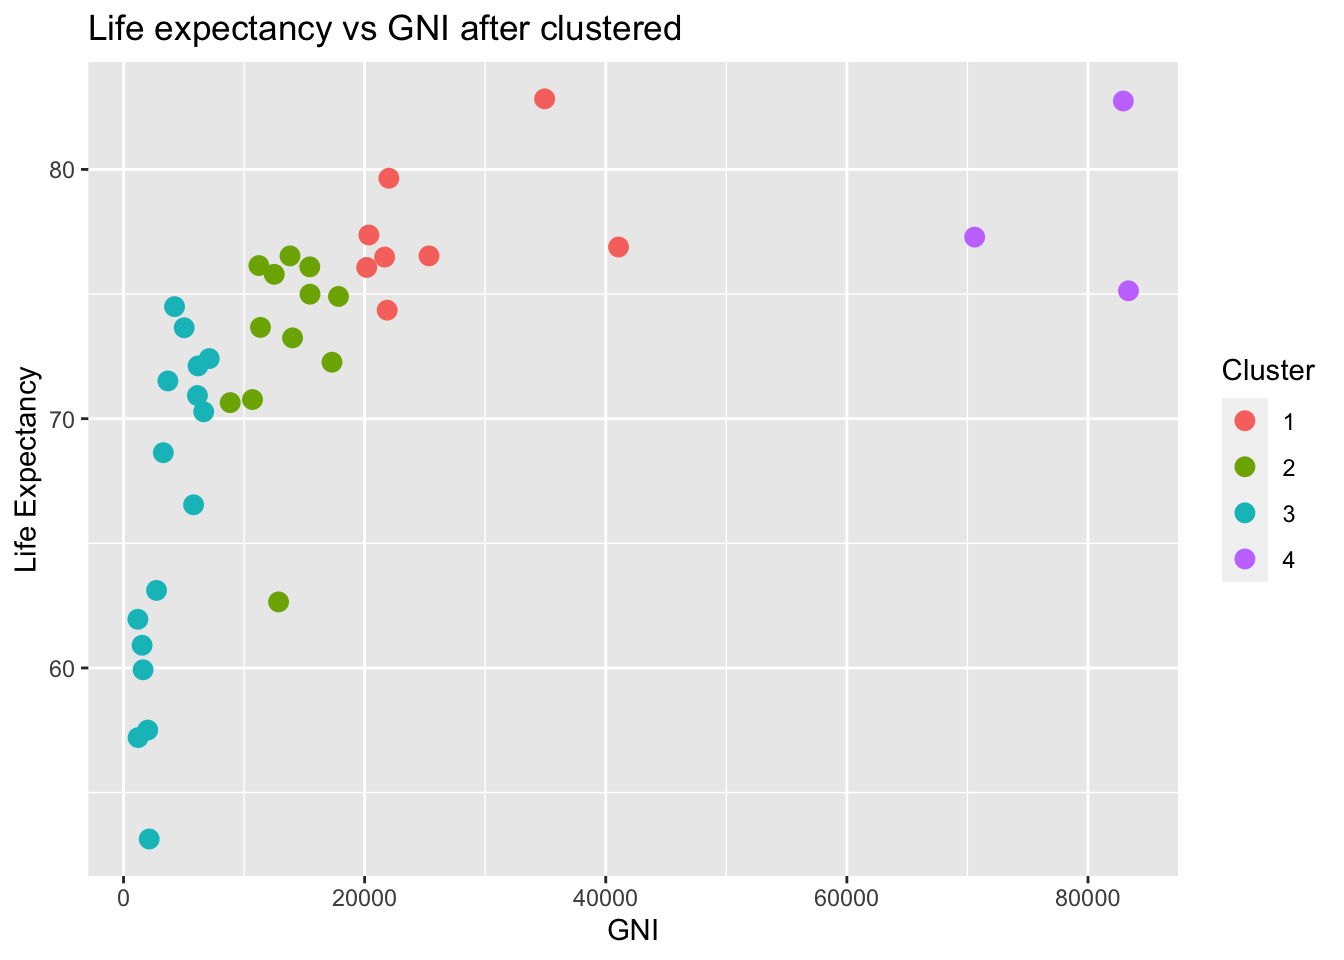 Life expectancy vs GNI after clustered
Life Expectancy
80
70
60
0 20000 40000 60000 80000
GNI
Cluster
1
2
3
4